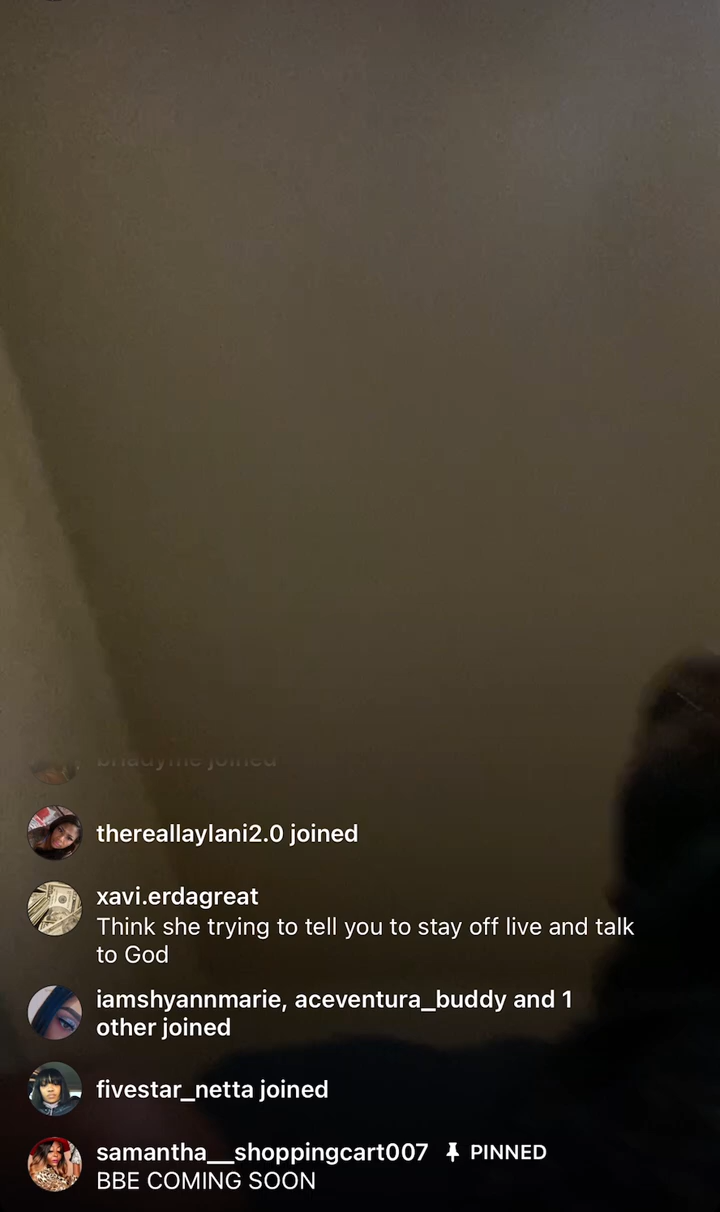 thereallaylani2.0 joined
xavi.erdagreat
Think she trying to tell you to stay off live and talk
to God
iamshyannmarie, aceventura_buddy and 1
other joined
fivestar_netta joined
samantha__shoppingcart007 PINNED
BBE COMING SOON